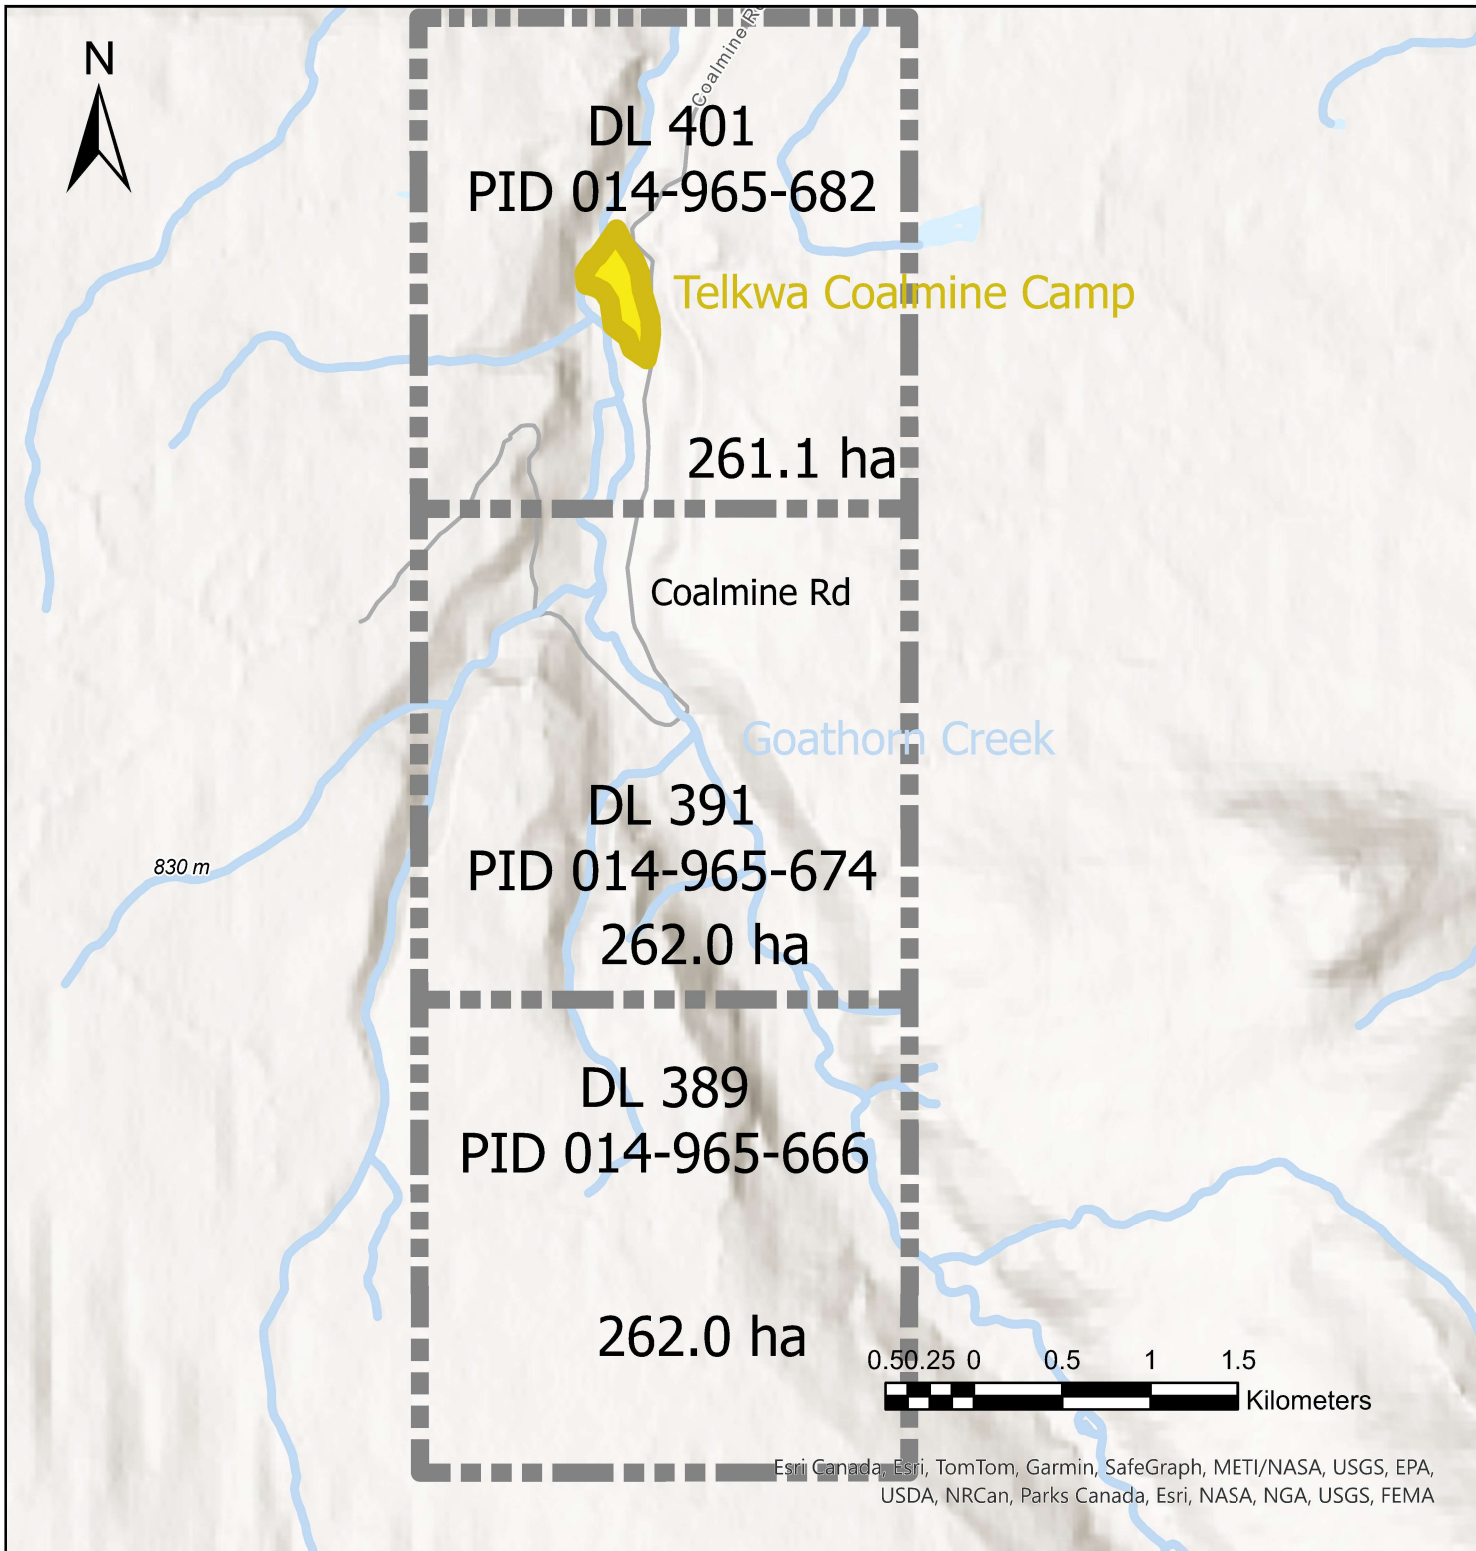 N
Coalmine Rd
DL 401
PID 014-965-682
Telkwa Coalmine Camp
261.1 ha
Coalmine Rd
Goathorn Creek
DL 391
PID 014-965-674
830 m
262.0 ha
DL 389
PID 014-965-666
262.0 ha
0.5 0.25 0 0.5 1 1.5
Kilometers
Esri Canada, Esri, TomTom, Garmin, SafeGraph, METI/NASA, USGS, EPA,
USDA, NRCan, Parks Canada, Esri, NASA, NGA, USGS, FEMA